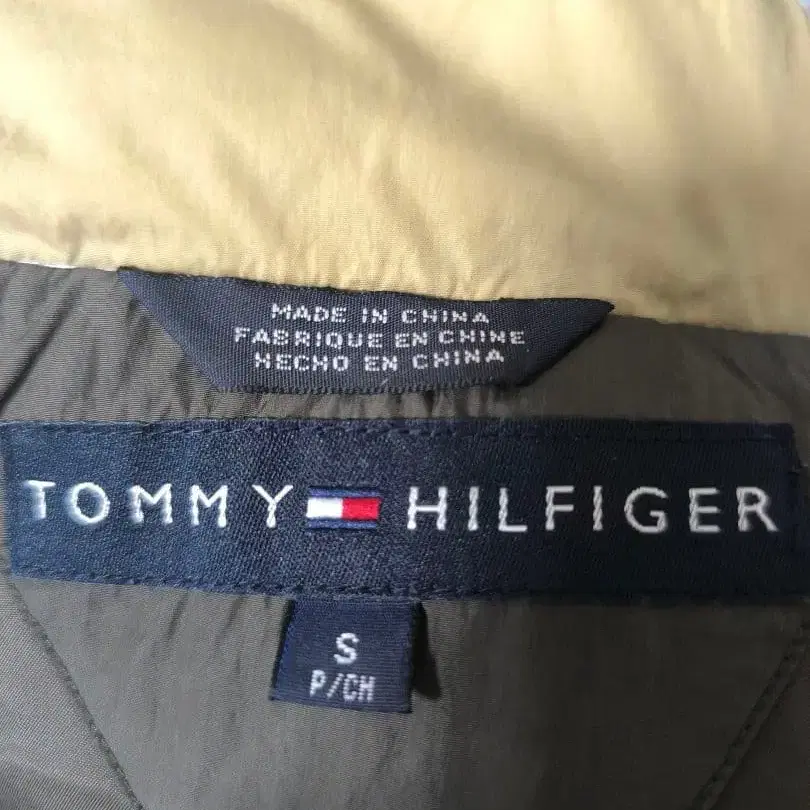 MADE IN CHINA
FABRIQUE EN CHINE
HECHO EN CHINA
TOMMY HILFIGER
S
P/CH